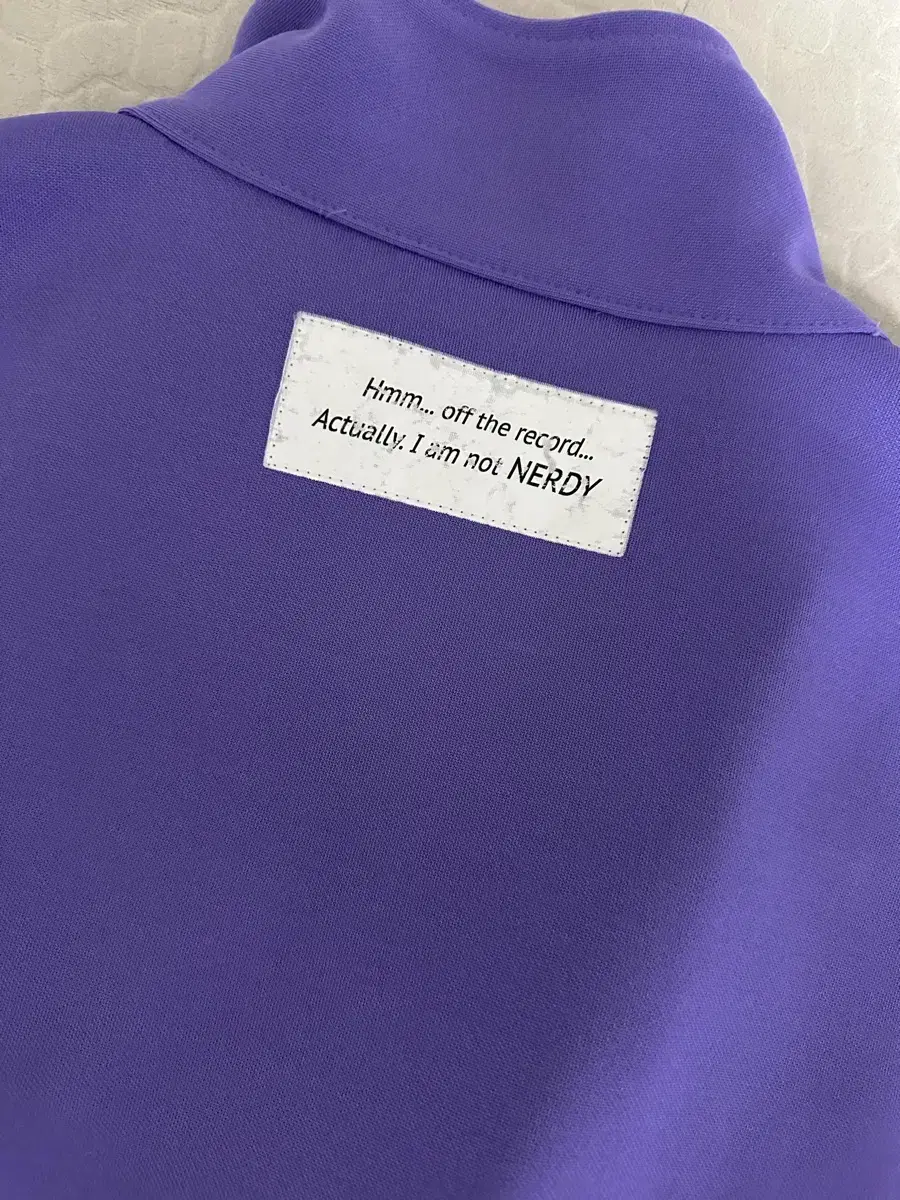 Hmm... off the record...
Actually. I am not NERDY